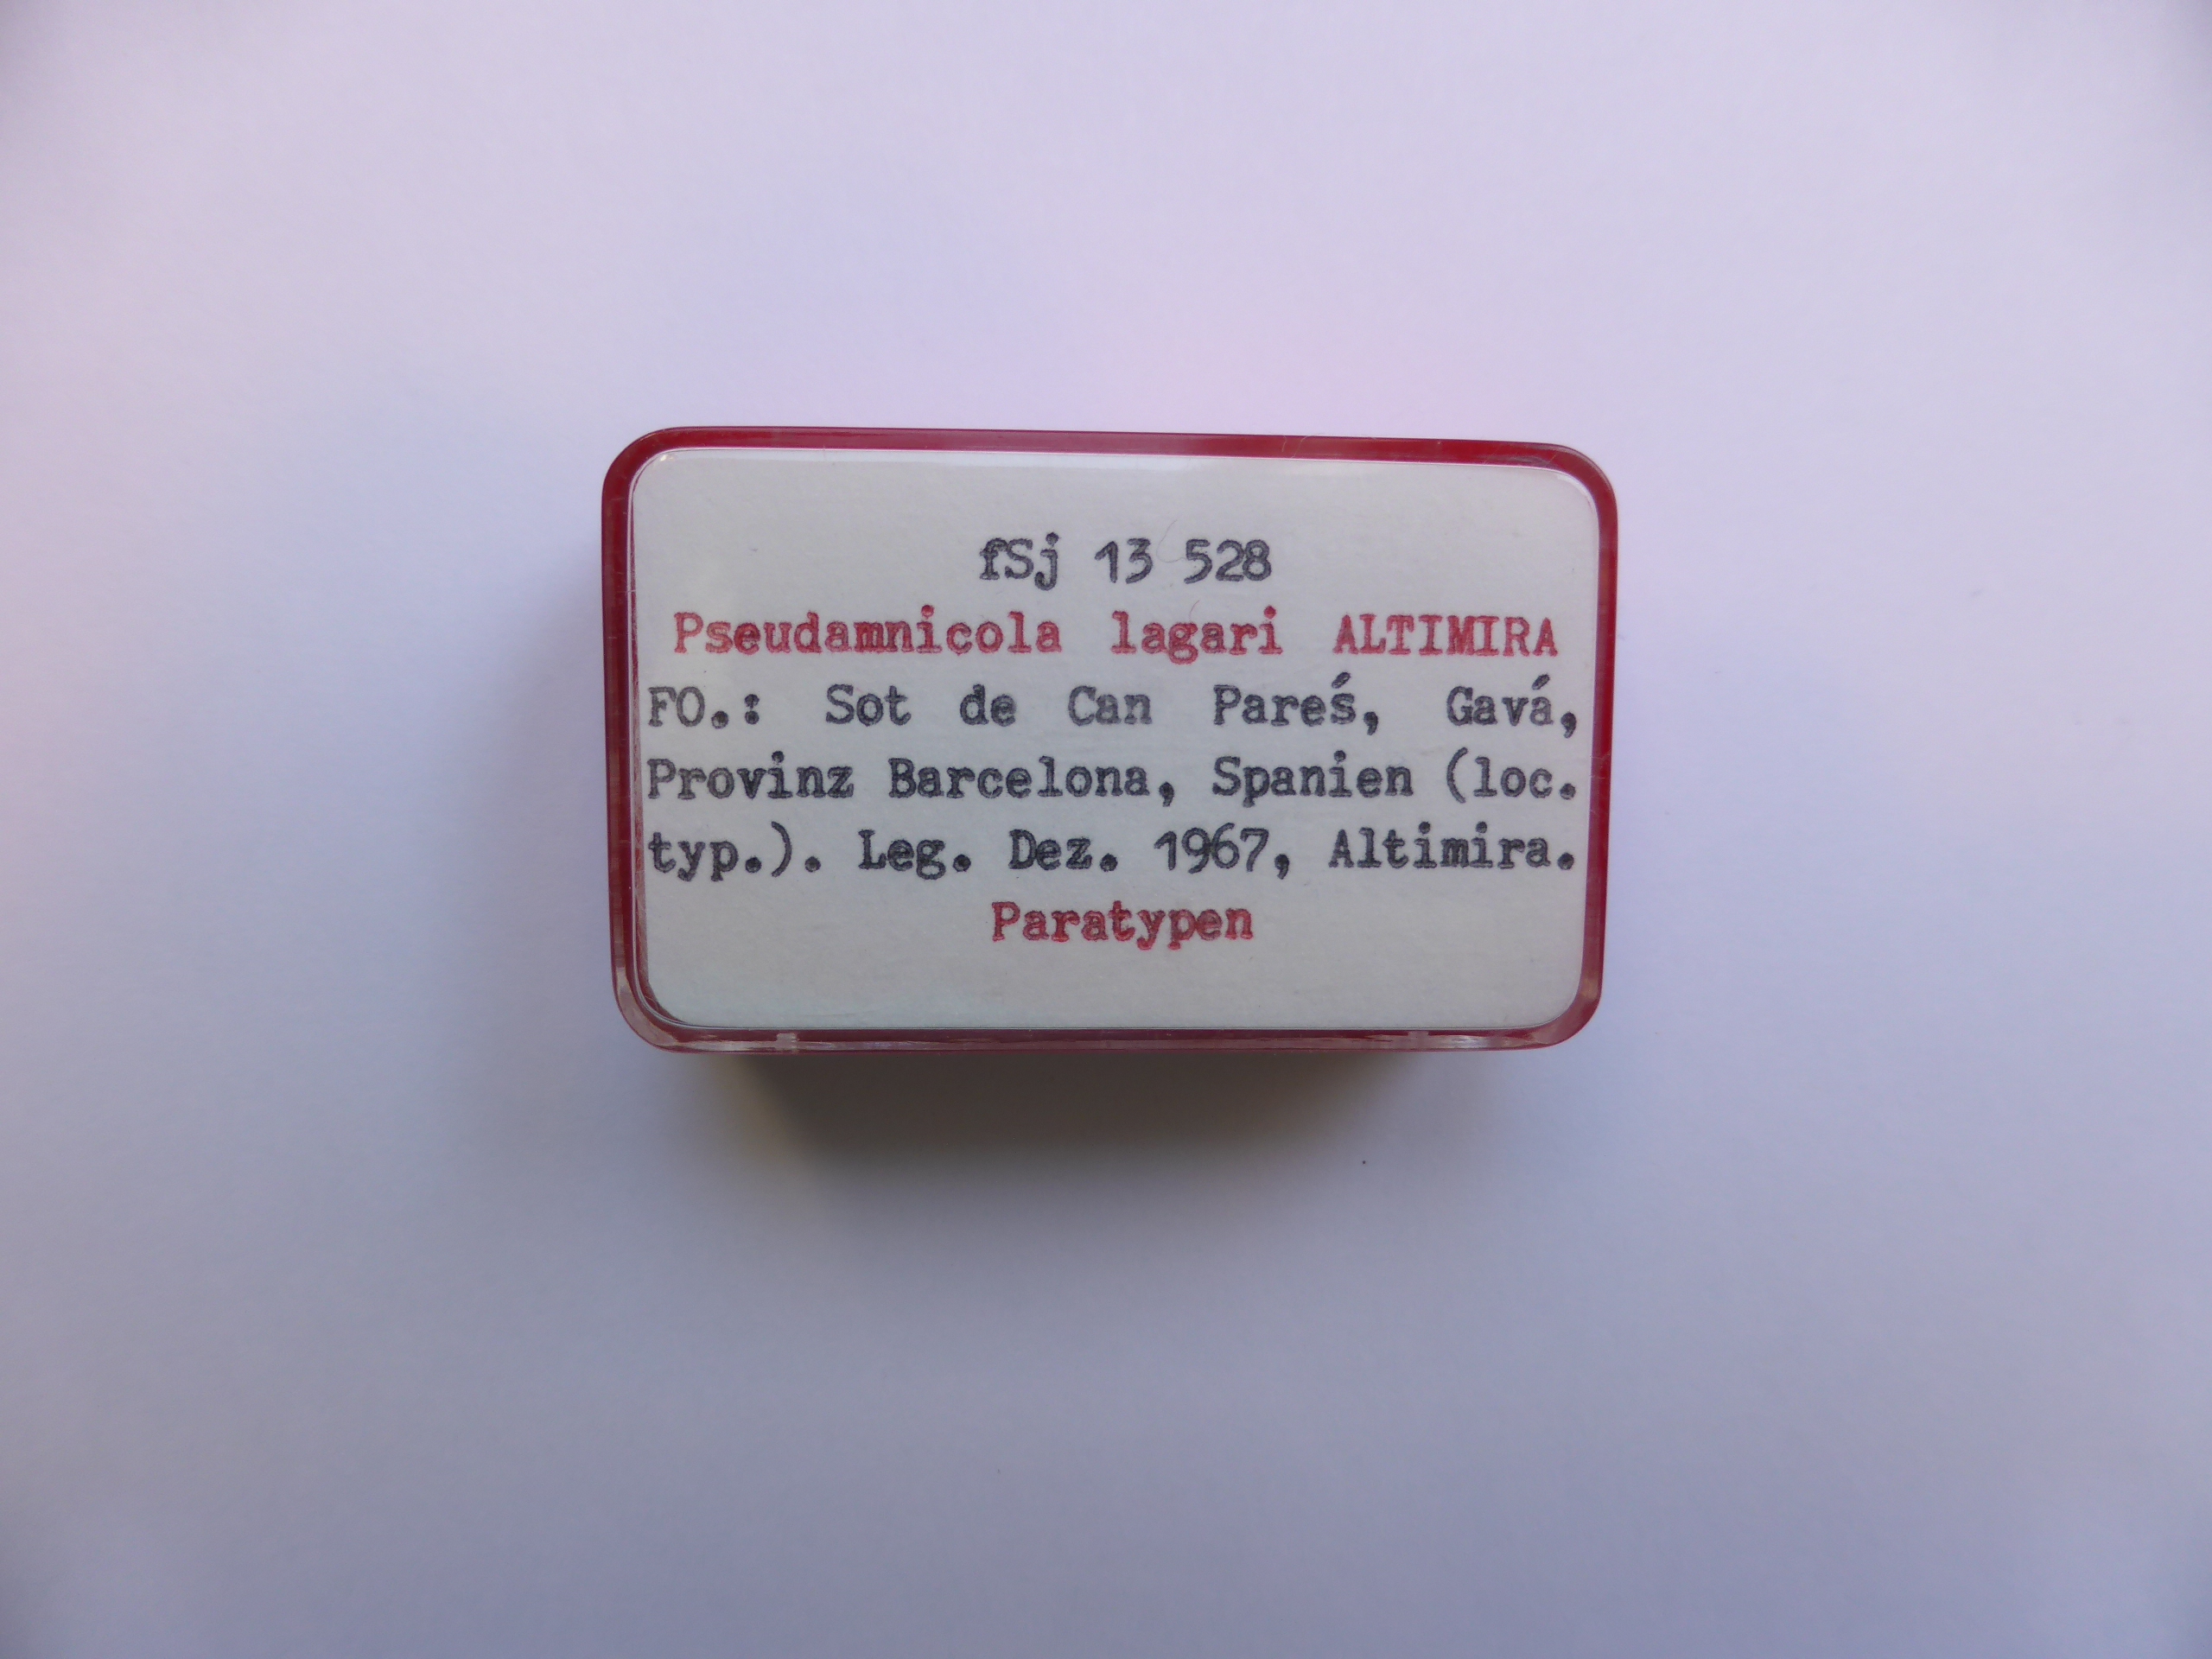 fSj 13 528
Pseudamnicola lagari ALTIMIRA
FO.: Sot de Can Pareś, Gavá,
Provinz Barcelona, Spanien (loc.
typ.). Leg. Dez. 1967, Altimira.
Paratypen